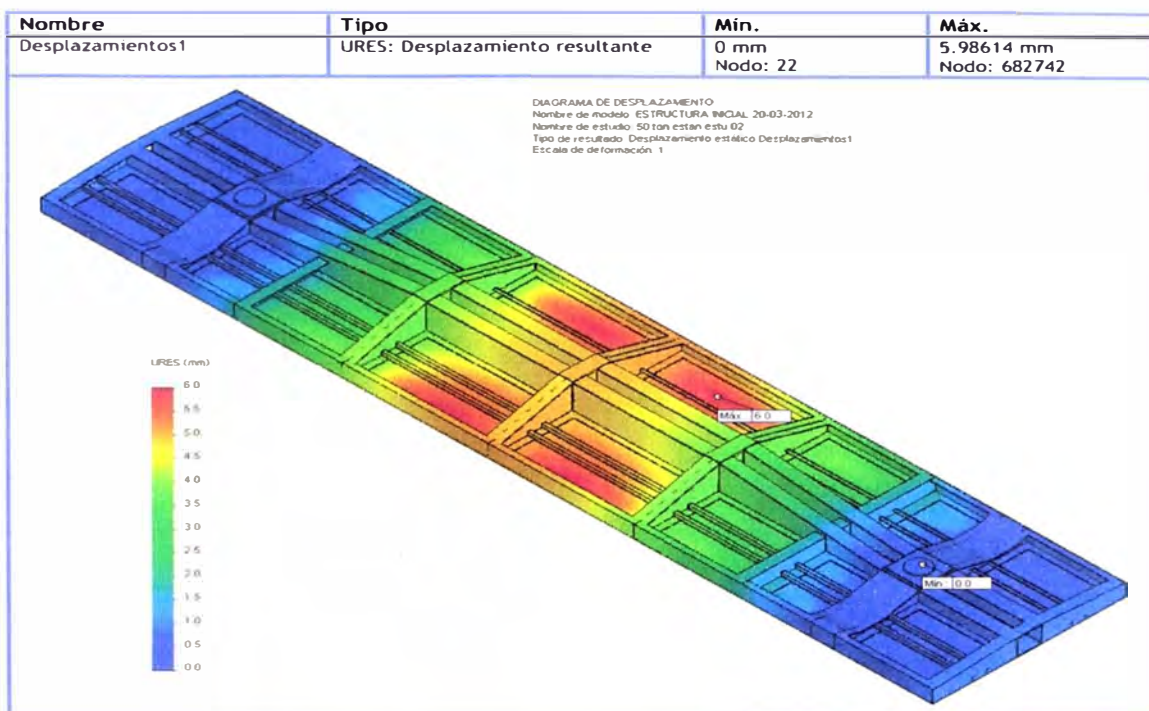 Nombre Tipo Mín. Máx.
Desplazamientos1 URES: Desplazamiento resultante 0 mm 5.98614 mm
Nodo: 22 Nodo: 682742
DIAGRAMA DE DESPLAZAMIENTO
Nombre de modelo: ESTRUCTURA INICIAL 20-03-2012
Nombre de estudio: 50 ton estan estu 02
Tipo de resultado: Desplazamiento estático Desplazamientos1
Escala de deformación: 1
URES (mm)
6.0
5.5
5.0
4.5
4.0
3.5
3.0
2.5
2.0
1.5
1.0
0.5
0.0
Máx.: 6.0
Mín.: 0.0